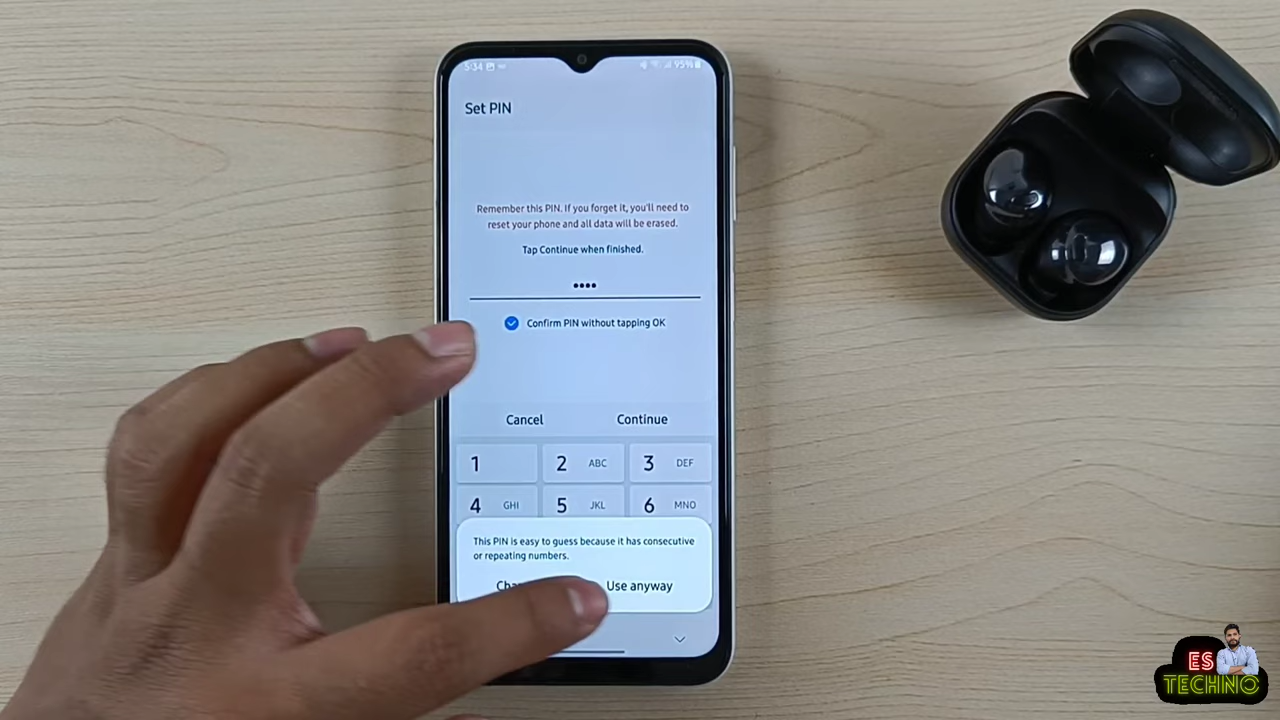 5:34
95%
Set PIN
Remember this PIN. If you forget it, you'll need to
reset your phone and all data will be erased.
Tap Continue when finished.
Confirm PIN without tapping OK
Cancel Continue
1 2 ABC 3 DEF
4 GHI 5 JKL 6 MNO
This PIN is easy to guess because it has consecutive
or repeating numbers.
Use anyway
ES
TECHNO